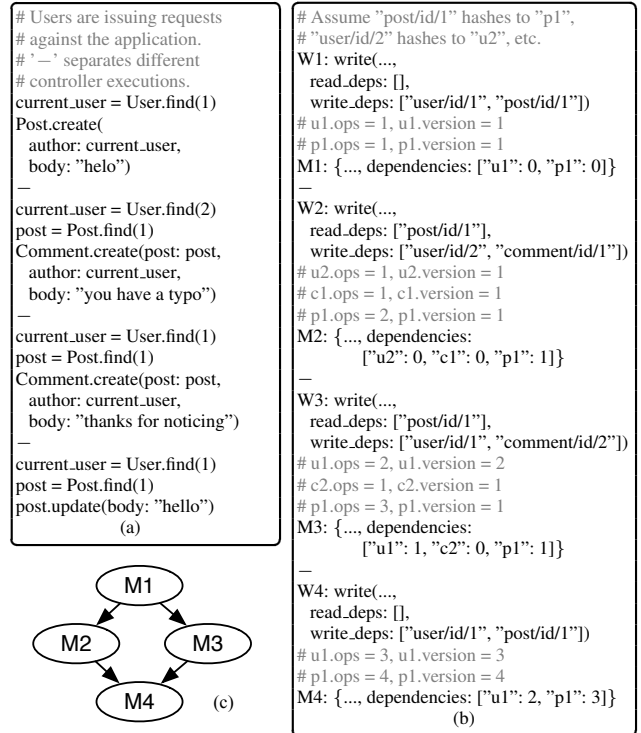 # Users are issuing requests
# against the application.
# '—' separates different
# controller executions.
current_user = User.find(1)
Post.create(
author: current_user,
body: ”helo”)
—
current_user = User.find(2)
post = Post.find(1)
Comment.create(post: post,
author: current_user,
body: ”you have a typo”)
—
current_user = User.find(1)
post = Post.find(1)
Comment.create(post: post,
author: current_user,
body: ”thanks for noticing”)
—
current_user = User.find(1)
post = Post.find(1)
post.update(body: ”hello”)
(a)
M1
M2
M3
M4
(c)
# Assume ”post/id/1” hashes to ”p1”,
# ”user/id/2” hashes to ”u2”, etc.
W1: write(...,
read_deps: [],
write_deps: [”user/id/1”, ”post/id/1”])
# u1.ops = 1, u1.version = 1
# p1.ops = 1, p1.version = 1
M1: {..., dependencies: [”u1”: 0, ”p1”: 0]}
—
W2: write(...,
read_deps: [”post/id/1”],
write_deps: [”user/id/2”, ”comment/id/1”])
# u2.ops = 1, u2.version = 1
# c1.ops = 1, c1.version = 1
# p1.ops = 2, p1.version = 1
M2: {..., dependencies:
[”u2”: 0, ”c1”: 0, ”p1”: 1]}
—
W3: write(...,
read_deps: [”post/id/1”],
write_deps: [”user/id/1”, ”comment/id/2”])
# u1.ops = 2, u1.version = 2
# c2.ops = 1, c2.version = 1
# p1.ops = 3, p1.version = 1
M3: {..., dependencies:
[”u1”: 1, ”c2”: 0, ”p1”: 1]}
—
W4: write(...,
read_deps: [],
write_deps: [”user/id/1”, ”post/id/1”])
# u1.ops = 3, u1.version = 3
# p1.ops = 4, p1.version = 4
M4: {..., dependencies: [”u1”: 2, ”p1”: 3]}
(b)